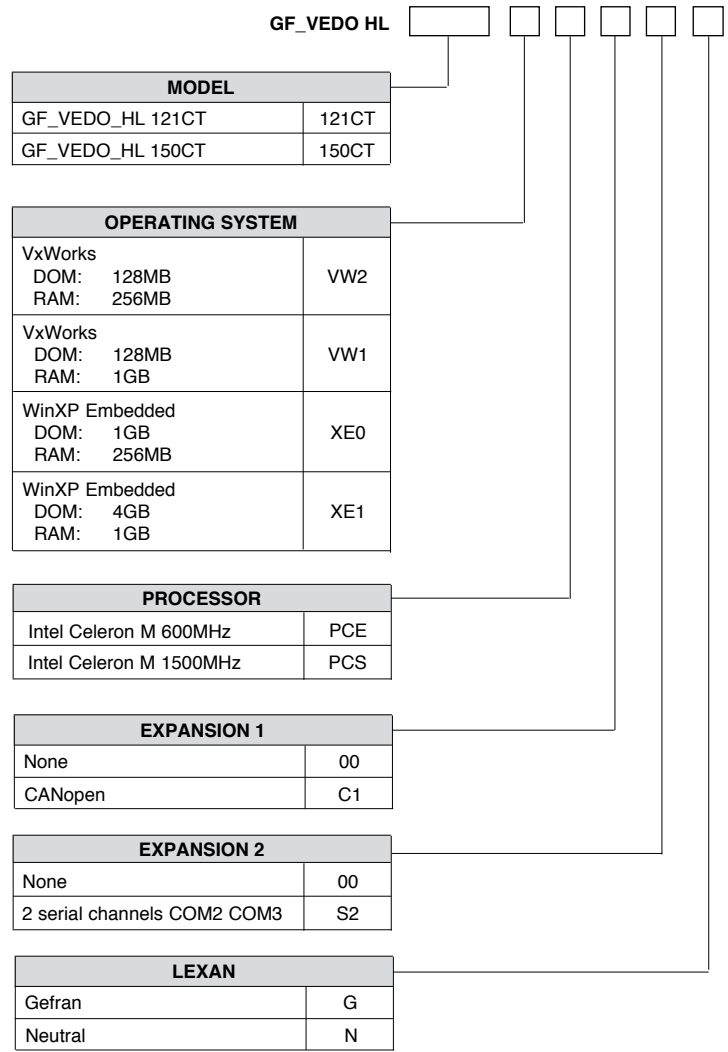 GF_VEDO HL
MODEL
GF_VEDO_HL 121CT 121CT
GF_VEDO_HL 150CT 150CT
OPERATING SYSTEM
VxWorks
DOM: 128MB
RAM: 256MB
VW2
VxWorks
DOM: 128MB
RAM: 1GB
VW1
WinXP Embedded
DOM: 1GB
RAM: 256MB
XE0
WinXP Embedded
DOM: 4GB
RAM: 1GB
XE1
PROCESSOR
Intel Celeron M 600MHz PCE
Intel Celeron M 1500MHz PCS
EXPANSION 1
None 00
CANopen C1
EXPANSION 2
None 00
2 serial channels COM2 COM3 S2
LEXAN
Gefran G
Neutral N